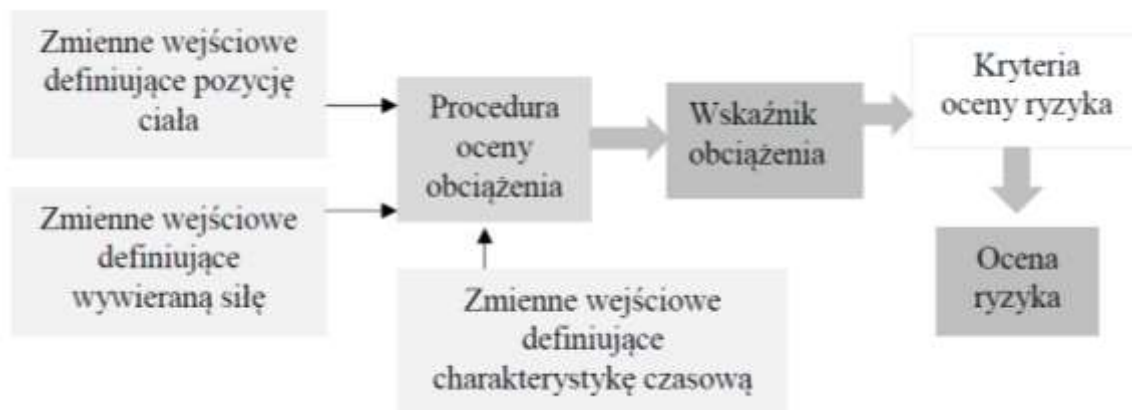 Zmienne wejściowe
definiujące pozycję
ciała
Zmienne wejściowe
definiujące
wywieraną siłę
Procedura
oceny
obciążenia
Zmienne wejściowe
definiujące
charakterystykę czasową
Wskaźnik
obciążenia
Kryteria
oceny ryzyka
Ocena
ryzyka